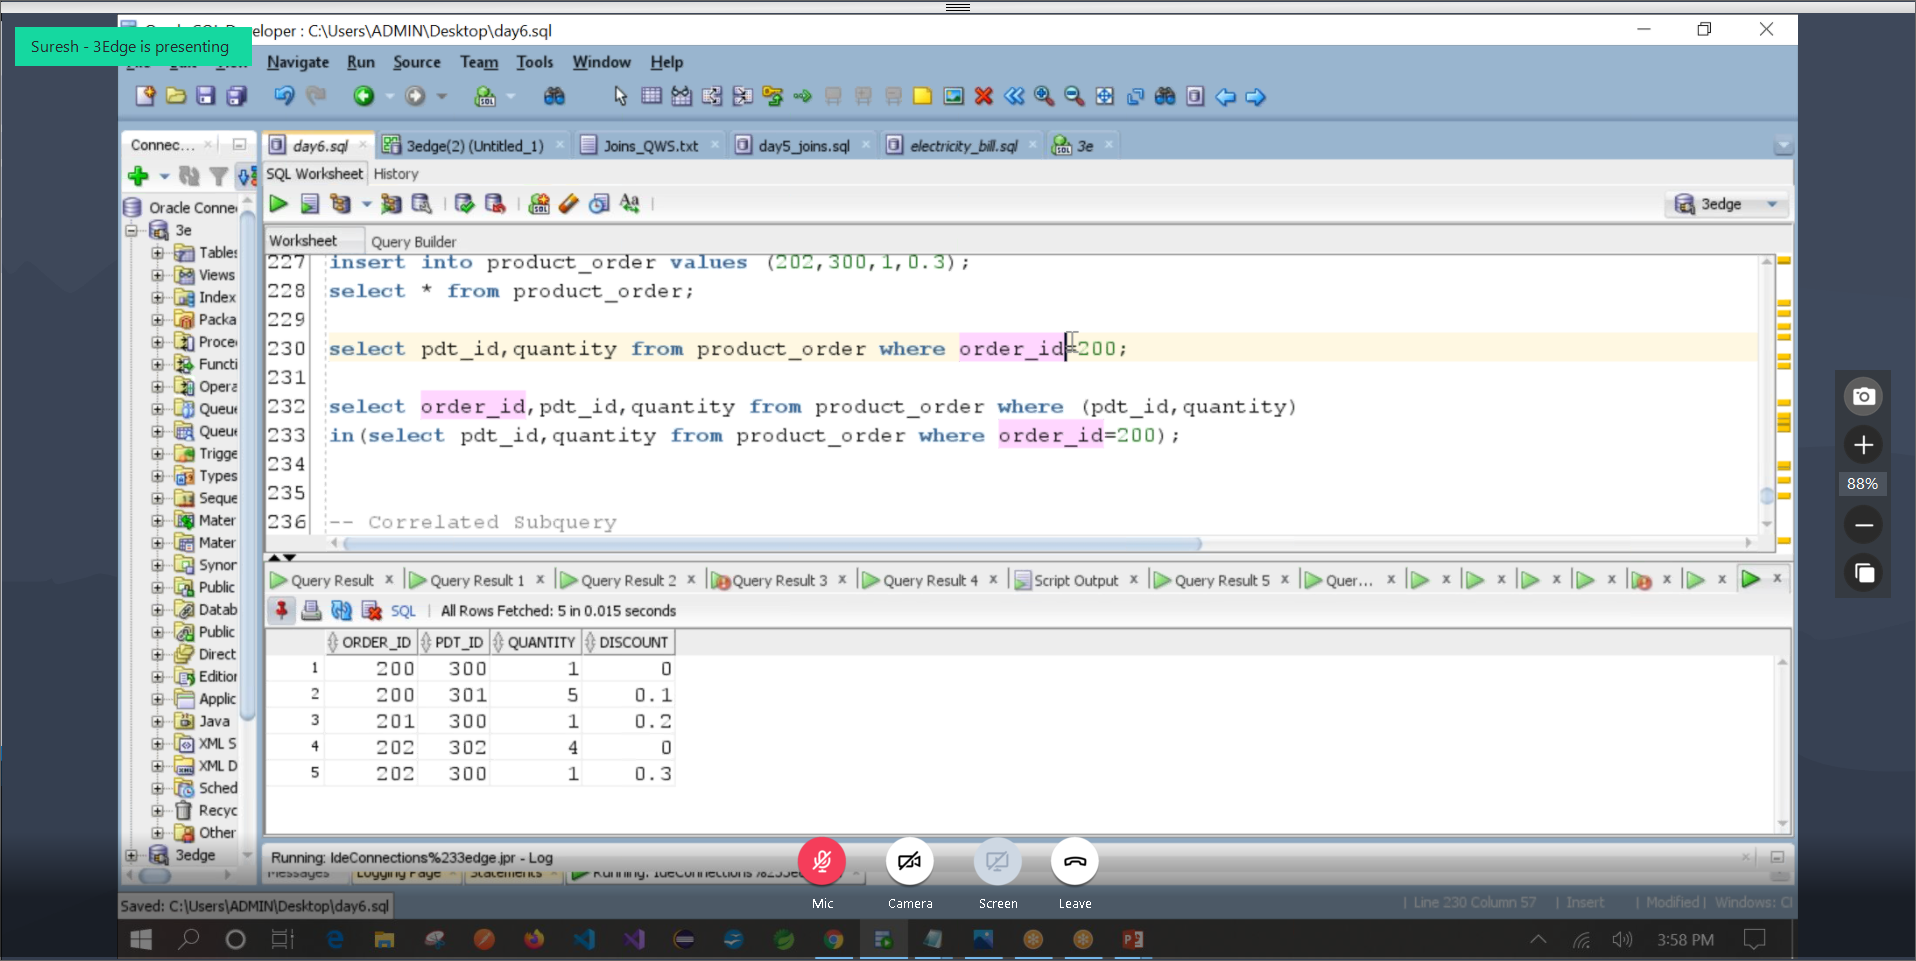 Suresh - 3Edge is presenting
eloper : C:\Users\ADMIN\Desktop\day6.sql
Navigate Run Source Team Tools Window Help
Connec...
day6.sql
3edge(2) (Untitled_1)
Joins_QWS.txt
day5_joins.sql
electricity_bill.sql
3e
SQL Worksheet History
3edge
Worksheet Query Builder
Oracle Conne
3e
Tables
Views
Index
Packa
Proce
Functi
Opera
Queue
Queue
Trigge
Types
Seque
Mater
Mater
Synon
Public
Datab
Public
Direct
Edition
Applic
Java
XML S
XML D
Sched
Recyc
Other
3edge
227 insert into product_order values (202,300,1,0.3);
228 select * from product_order;
229
230 select pdt_id,quantity from product_order where order_id=200;
231
232 select order_id,pdt_id,quantity from product_order where (pdt_id,quantity)
233 in(select pdt_id,quantity from product_order where order_id=200);
234
235
236 -- Correlated Subquery
Query Result x Query Result 1 x Query Result 2 x Query Result 3 x Query Result 4 x Script Output x Query Result 5 x Quer... x
SQL | All Rows Fetched: 5 in 0.015 seconds
ORDER_ID PDT_ID QUANTITY DISCOUNT
1 200 300 1 0
2 200 301 5 0.1
3 201 300 1 0.2
4 202 302 4 0
5 202 300 1 0.3
Running: IdeConnections%233edge.jpr - Log
Messages Logging Page Statements Running: IdeConnections%233e
Saved: C:\Users\ADMIN\Desktop\day6.sql
| Line 230 Column 57 | Insert | Modified | Windows: C
Mic Camera Screen Leave
88%
3:58 PM